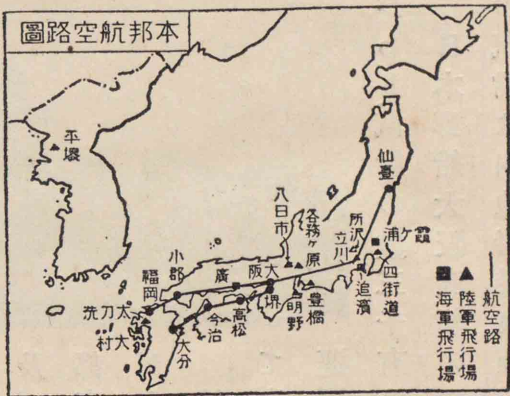 本邦航空路圖
平壤
仙臺
霞ヶ浦
所沢
立川
四街道
追濱
八日市
各務ヶ原
豊橋
明野
大阪
堺
廣
高松
今治
小郡
福岡
太刀洗
大村
大分
航空路
▲ 陸軍飛行場
■ 海軍飛行場